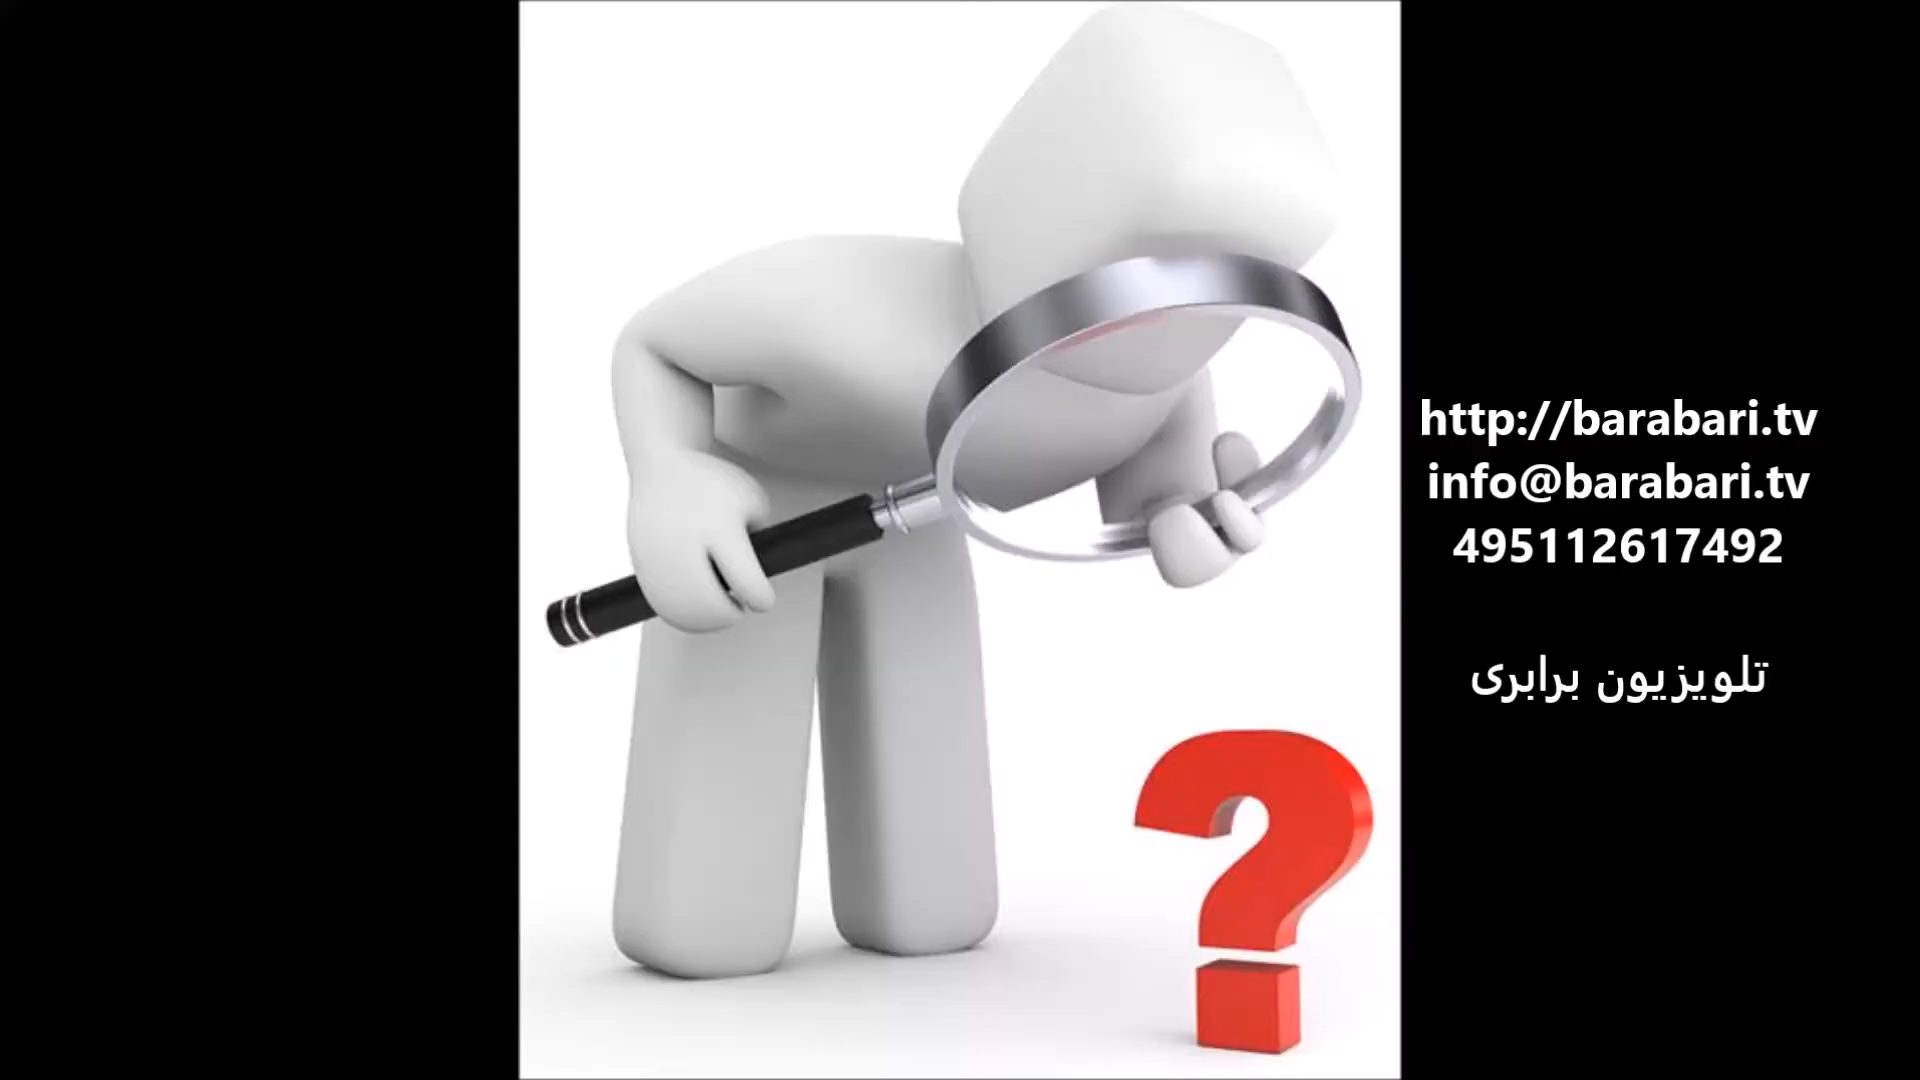 http://barabari.tv
info@barabari.tv
495112617492
تلویزیون برابری
?